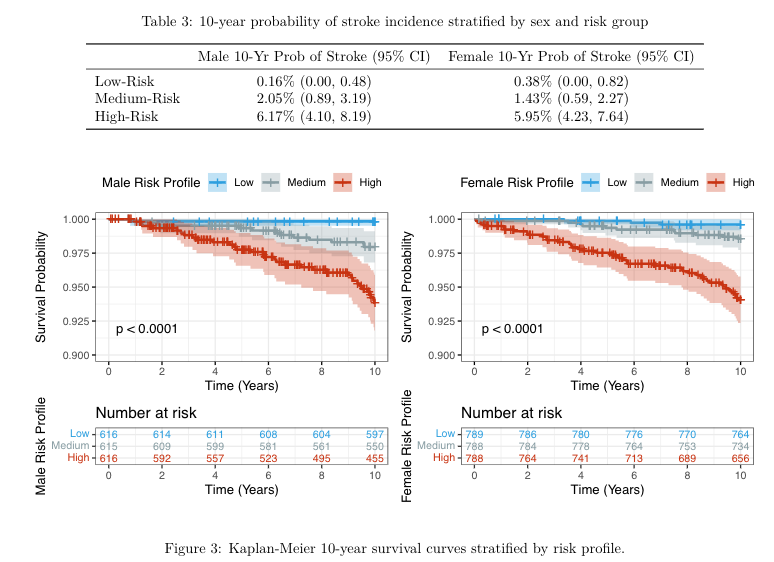 Table 3: 10-year probability of stroke incidence stratified by sex and risk group
Male 10-Yr Prob of Stroke (95% CI) Female 10-Yr Prob of Stroke (95% CI)
Low-Risk 0.16% (0.00, 0.48) 0.38% (0.00, 0.82)
Medium-Risk 2.05% (0.89, 3.19) 1.43% (0.59, 2.27)
High-Risk 6.17% (4.10, 8.19) 5.95% (4.23, 7.64)
Male Risk Profile Low Medium High
Survival Probability
1.000
0.975
0.950
0.925
0.900
p < 0.0001
0 2 4 6 8 10
Time (Years)
Number at risk
Male Risk Profile
Low 616 614 611 608 604 597
Medium 615 609 599 581 561 550
High 616 592 557 523 495 455
0 2 4 6 8 10
Time (Years)
Female Risk Profile Low Medium High
Survival Probability
1.000
0.975
0.950
0.925
0.900
p < 0.0001
0 2 4 6 8 10
Time (Years)
Number at risk
Female Risk Profile
Low 789 786 780 776 770 764
Medium 788 784 778 764 753 734
High 788 764 741 713 689 656
0 2 4 6 8 10
Time (Years)
Figure 3: Kaplan-Meier 10-year survival curves stratified by risk profile.